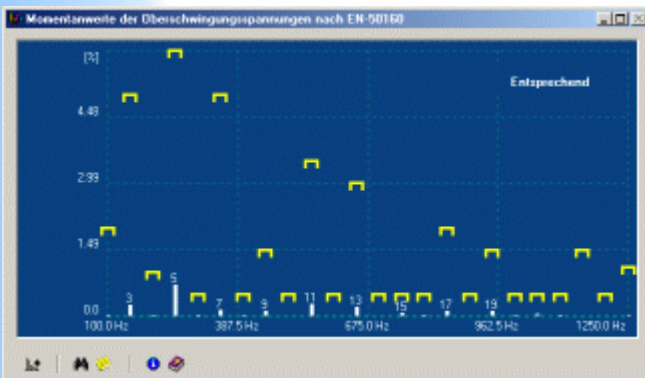 Momentanwerte der Oberschwingungsspannungen nach EN-50160
[%]
Entsprechend
4.48
2.99
1.49
0.0
3
5
7
9
11
13
15
17
19
100.0 Hz
387.5 Hz
675.0 Hz
962.5 Hz
1250.0 Hz